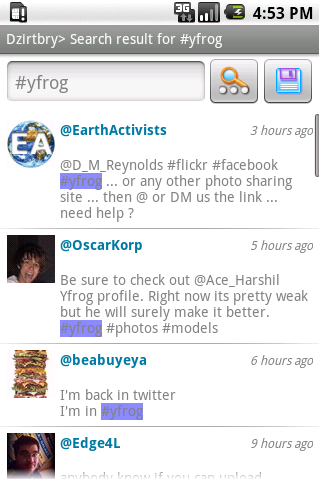 3G 4:53 PM
Dzirtbry> Search result for #yfrog
#yfrog
EA
@EarthActivists 3 hours ago
@D_M_Reynolds #flickr #facebook
#yfrog ... or any other photo sharing
site ... then @ or DM us the link ...
need help ?
@OscarKorp 5 hours ago
Be sure to check out @Ace_Harshil
Yfrog profile. Right now its pretty weak
but he will surely make it better.
#yfrog #photos #models
@beabuyeya 6 hours ago
I'm back in twitter
I'm in #yfrog
@Edge4L 9 hours ago
anybody know if you can upload